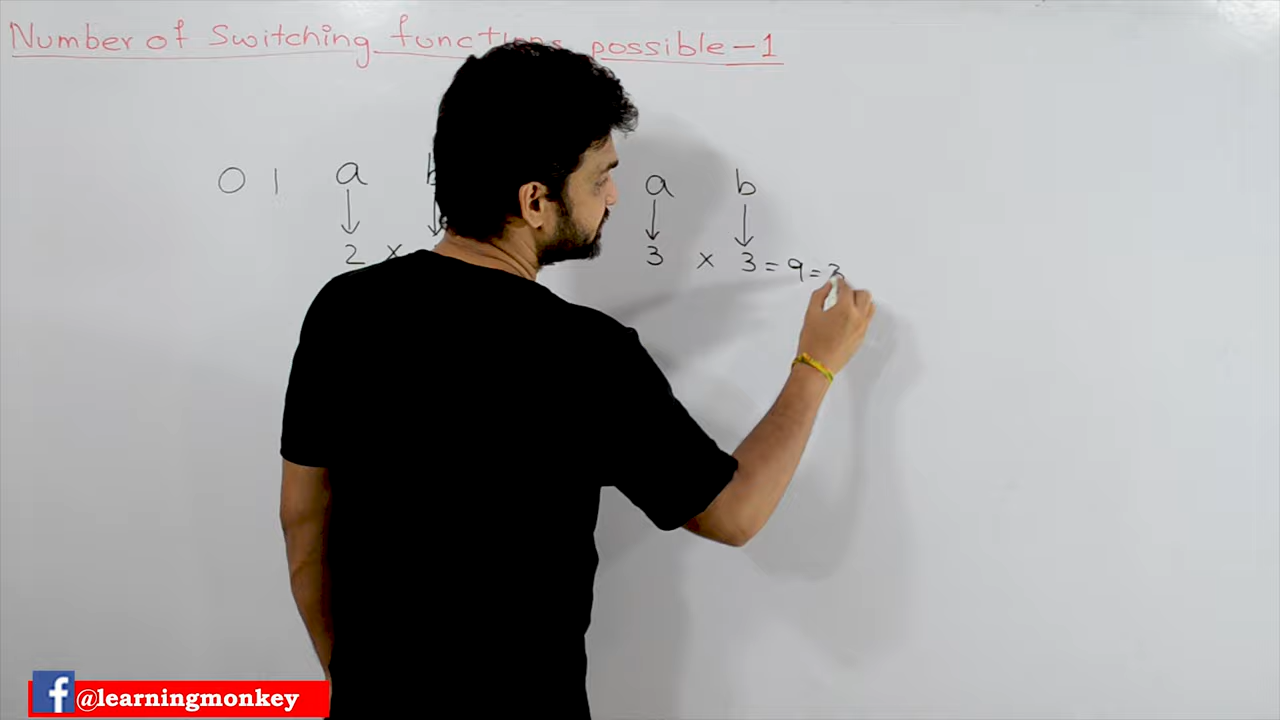 Number of Switching functions possible-1
0 1 a a b
2 × 3 × 3 = 9 = 3
@learningmonkey